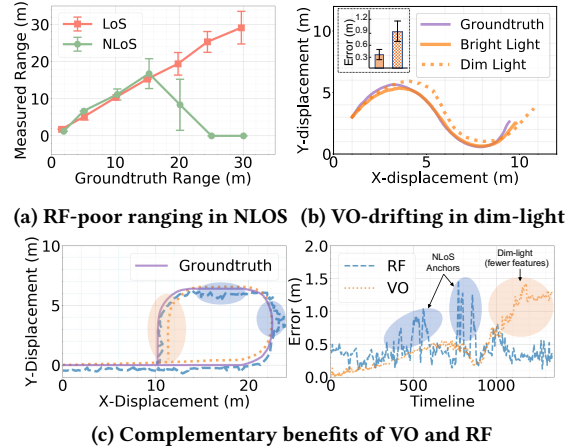 LoS
NLoS
Measured Range (m)
30
20
10
0
0
10
20
30
Groundtruth Range (m)
(a) RF-poor ranging in NLOS
Error (m)
1.2
0.6
0.0
Groundtruth
Bright Light
Dim Light
Y-displacement (m)
10
5
0
0
5
10
X-displacement (m)
(b) VO-drifting in dim-light
Groundtruth
Y-Displacement (m)
10
5
0
0
10
20
X-Displacement (m)
RF
VO
NLoS
Anchors
Dim-light
(fewer features)
Error (m)
2.0
1.5
1.0
0.5
0.0
0
500
1000
Timeline
(c) Complementary benefits of VO and RF